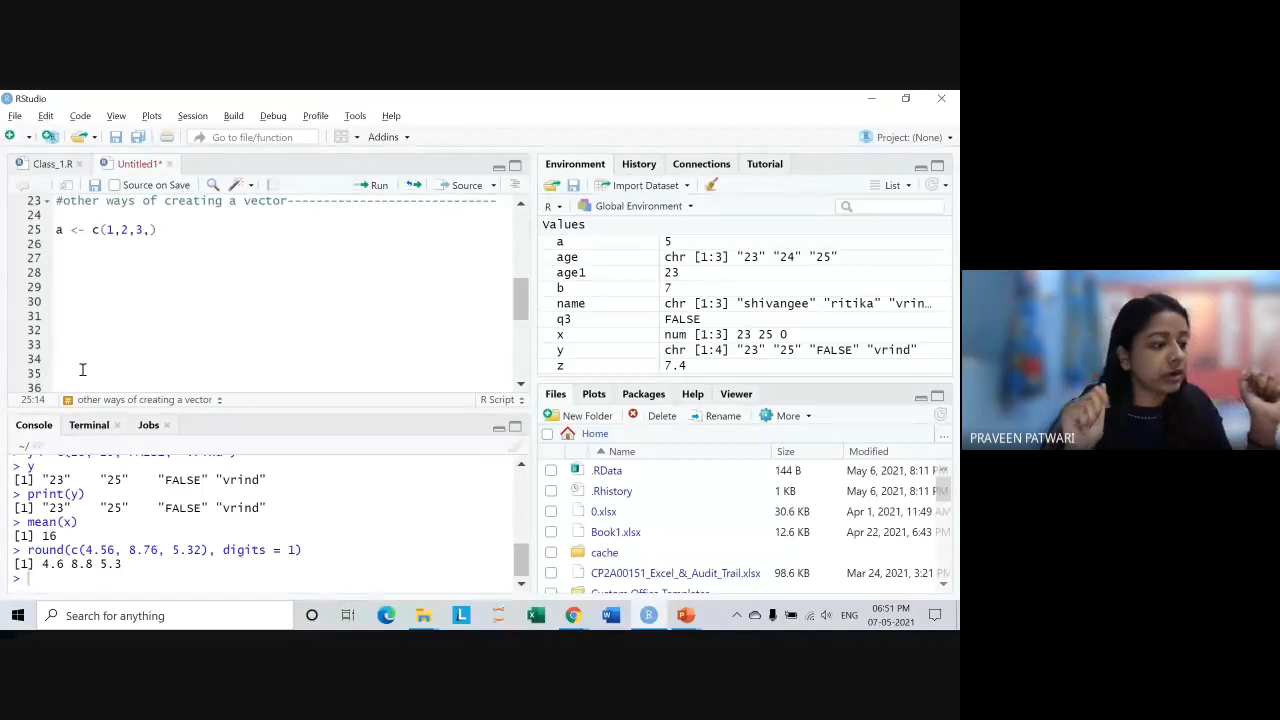 RStudio
File Edit Code View Plots Session Build Debug Profile Tools Help
Go to file/function Addins Project: (None)
Class_1.R Untitled1*
Source on Save Run Source
23 #other ways of creating a vector-----------------------------
24
25 a <- c(1,2,3,)
26
27
28
29
30
31
32
33
34
35
36
25:14 # other ways of creating a vector R Script
Console Terminal Jobs
~/
> y
[1] "23" "25" "FALSE" "vrind"
> print(y)
[1] "23" "25" "FALSE" "vrind"
> mean(x)
[1] 16
> round(c(4.56, 8.76, 5.32), digits = 1)
[1] 4.6 8.8 5.3
>
Environment History Connections Tutorial
Import Dataset List
R Global Environment
Values
a 5
age chr [1:3] "23" "24" "25"
age1 23
b 7
name chr [1:3] "shivangee" "ritika" "vrin…
q3 FALSE
x num [1:3] 23 25 0
y chr [1:4] "23" "25" "FALSE" "vrind"
z 7.4
Files Plots Packages Help Viewer
New Folder Delete Rename More
Home ...
Name Size Modified
.RData 144 B May 6, 2021, 8:11 PM
.Rhistory 1 KB May 6, 2021, 8:11 PM
0.xlsx 30.6 KB Apr 1, 2021, 11:49 AM
Book1.xlsx 12.6 KB Apr 22, 2021, 6:43 PM
cache
CP2A00151_Excel_&_Audit_Trail.xlsx 98.6 KB Mar 24, 2021, 3:21 P
Search for anything
L
ENG
06:51 PM
07-05-2021
PRAVEEN PATWARI